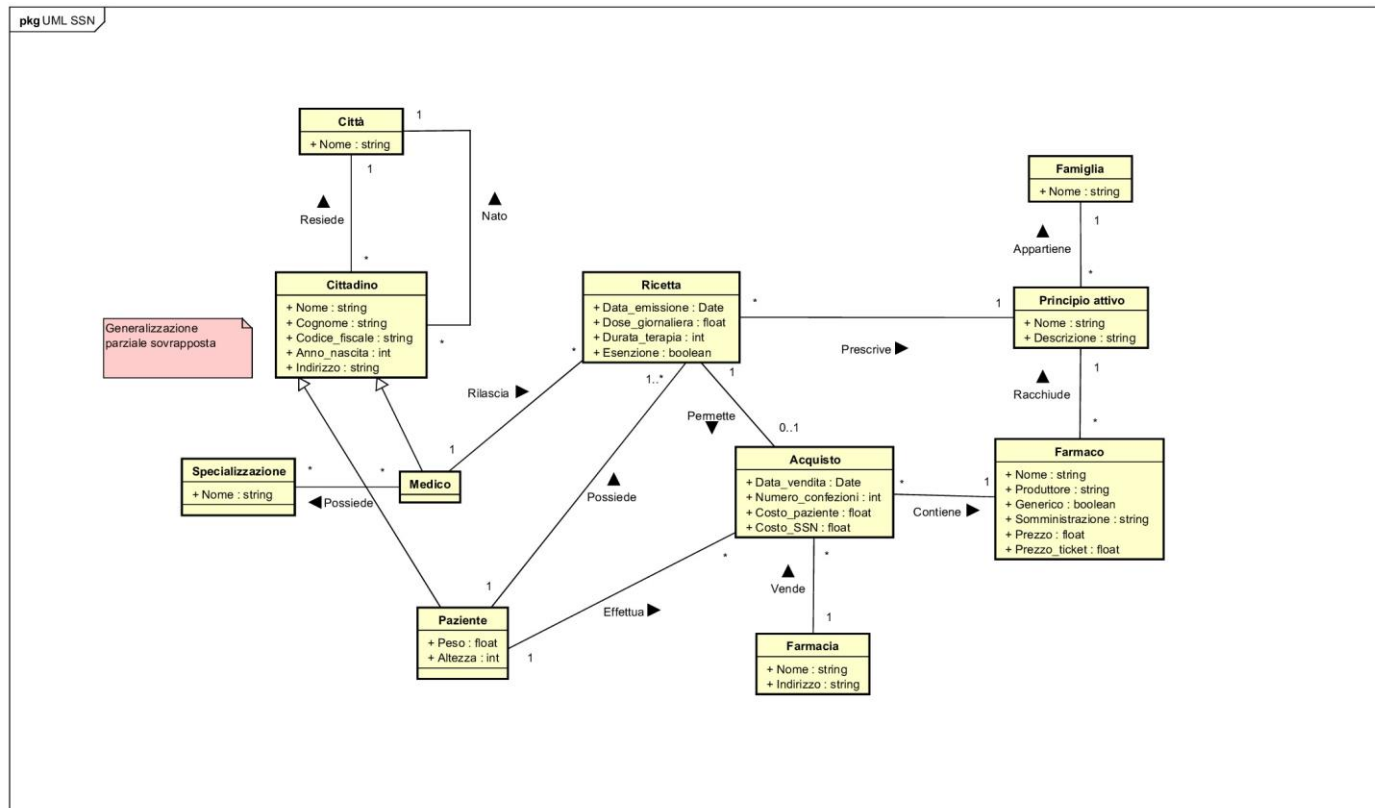 pkg UML SSN
Città
+ Nome : string
1
1
Resiede
Nato
*
*
Cittadino
+ Nome : string
+ Cognome : string
+ Codice_fiscale : string
+ Anno_nascita : int
+ Indirizzo : string
Generalizzazione
parziale sovrapposta
Famiglia
+ Nome : string
1
Appartiene
*
Ricetta
+ Data_emissione : Date
+ Dose_giornaliera : float
+ Durata_terapia : int
+ Esenzione : boolean
*
1
Prescrive
Principio attivo
+ Nome : string
+ Descrizione : string
1
Racchiude
*
*
Rilascia
1
1..*
1
Permette
0..1
Specializzazione
+ Nome : string
*
*
Possiede
Medico
Possiede
1
Acquisto
+ Data_vendita : Date
+ Numero_confezioni : int
+ Costo_paziente : float
+ Costo_SSN : float
*
1
Contiene
Farmaco
+ Nome : string
+ Produttore : string
+ Generico : boolean
+ Somministrazione : string
+ Prezzo : float
+ Prezzo_ticket : float
*
*
Vende
1
Effettua
1
Paziente
+ Peso : float
+ Altezza : int
Farmacia
+ Nome : string
+ Indirizzo : string